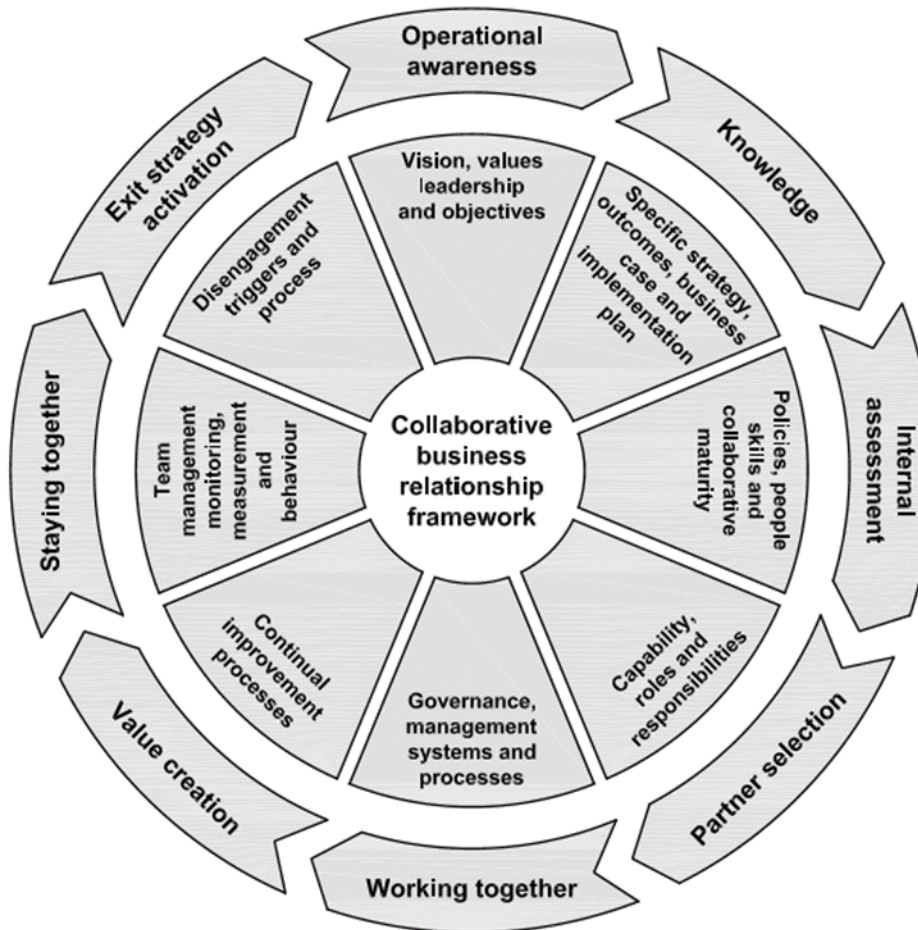 Operational
awareness
Knowledge
Internal
assessment
Partner selection
Working together
Value creation
Staying together
Exit strategy
activation
Vision, values
leadership
and objectives
Specific strategy,
outcomes, business
case and
implementation
plan
Policies, people
skills and
collaborative
maturity
Capability,
roles and
responsibilities
Governance,
management
systems and
processes
Continual
improvement
processes
Team
management
monitoring,
measurement
and
behaviour
Disengagement
triggers and
process
Collaborative
business
relationship
framework